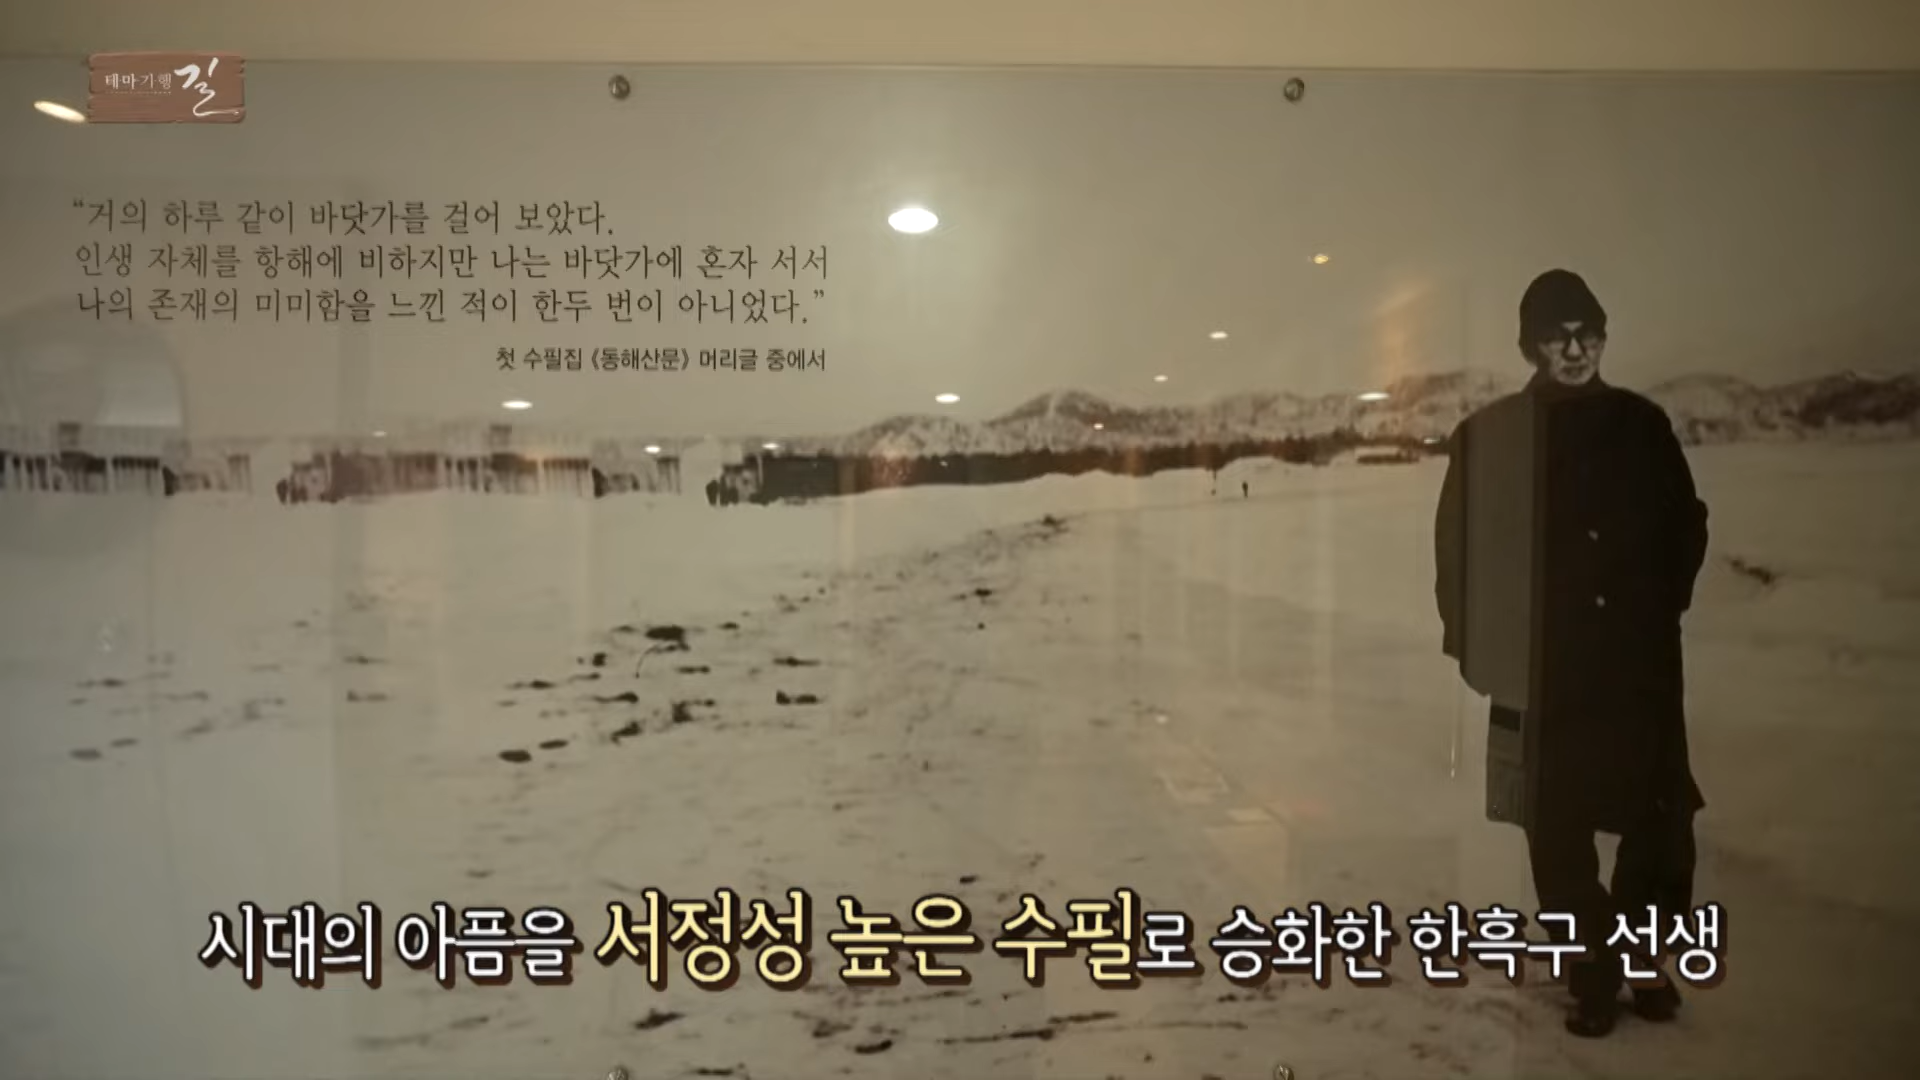 테마기행 길
“거의 하루 같이 바닷가를 걸어 보았다.
인생 자체를 항해에 비하지만 나는 바닷가에 혼자 서서
나의 존재의 미미함을 느낀 적이 한두 번이 아니었다.”
첫 수필집 《동해산문》 머리글 중에서
시대의 아픔을 서정성 높은 수필로 승화한 한흑구 선생